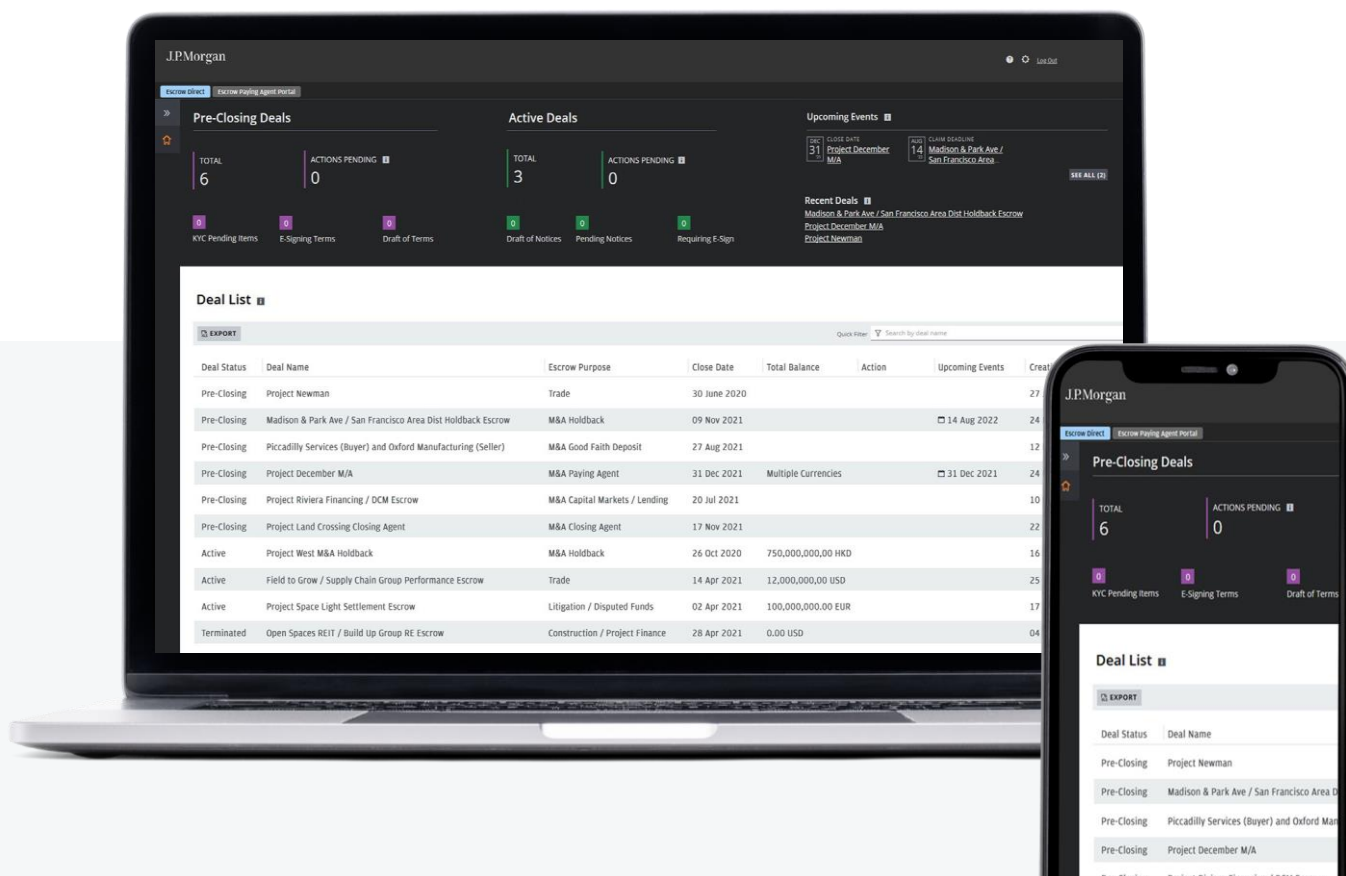 J.P.Morgan
Log Out
Escrow Direct Escrow Paying Agent Portal
Pre-Closing Deals
TOTAL
6
ACTIONS PENDING
0
0
KYC Pending Items
0
E-Signing Terms
0
Draft of Terms
Active Deals
TOTAL
3
ACTIONS PENDING
0
0
Draft of Notices
0
Pending Notices
0
Requiring E-Sign
Upcoming Events
DEC
31
CLOSE DATE
Project December
M/A
AUG
14
CLAIM DEADLINE
Madison & Park Ave /
San Francisco Area...
SEE ALL (2)
Recent Deals
Madison & Park Ave / San Francisco Area Dist Holdback Escrow
Project December M/A
Project Newman
Deal List
EXPORT
Quick Filter Search by deal name
Deal Status Deal Name Escrow Purpose Close Date Total Balance Action Upcoming Events Creat
Pre-Closing Project Newman Trade 30 June 2020 27
Pre-Closing Madison & Park Ave / San Francisco Area Dist Holdback Escrow M&A Holdback 09 Nov 2021 14 Aug 2022 24
Pre-Closing Piccadilly Services (Buyer) and Oxford Manufacturing (Seller) M&A Good Faith Deposit 27 Aug 2021 12
Pre-Closing Project December M/A M&A Paying Agent 31 Dec 2021 Multiple Currencies 31 Dec 2021 24
Pre-Closing Project Riviera Financing / DCM Escrow M&A Capital Markets / Lending 20 Jul 2021 10
Pre-Closing Project Land Crossing Closing Agent M&A Closing Agent 17 Nov 2021 22
Active Project West M&A Holdback M&A Holdback 26 Oct 2020 750,000,000,00 HKD 16
Active Field to Grow / Supply Chain Group Performance Escrow Trade 14 Apr 2021 12,000,000,00 USD 25
Active Project Space Light Settlement Escrow Litigation / Disputed Funds 02 Apr 2021 100,000,000.00 EUR 17
Terminated Open Spaces REIT / Build Up Group RE Escrow Construction / Project Finance 28 Apr 2021 0.00 USD 04
J.P.Morgan
Escrow Direct Escrow Paying Agent Portal
Pre-Closing Deals
TOTAL
6
ACTIONS PENDING
0
0
KYC Pending Items
0
E-Signing Terms
0
Draft of Terms
Deal List
EXPORT
Deal Status Deal Name
Pre-Closing Project Newman
Pre-Closing Madison & Park Ave / San Francisco Area D
Pre-Closing Piccadilly Services (Buyer) and Oxford Man
Pre-Closing Project December M/A